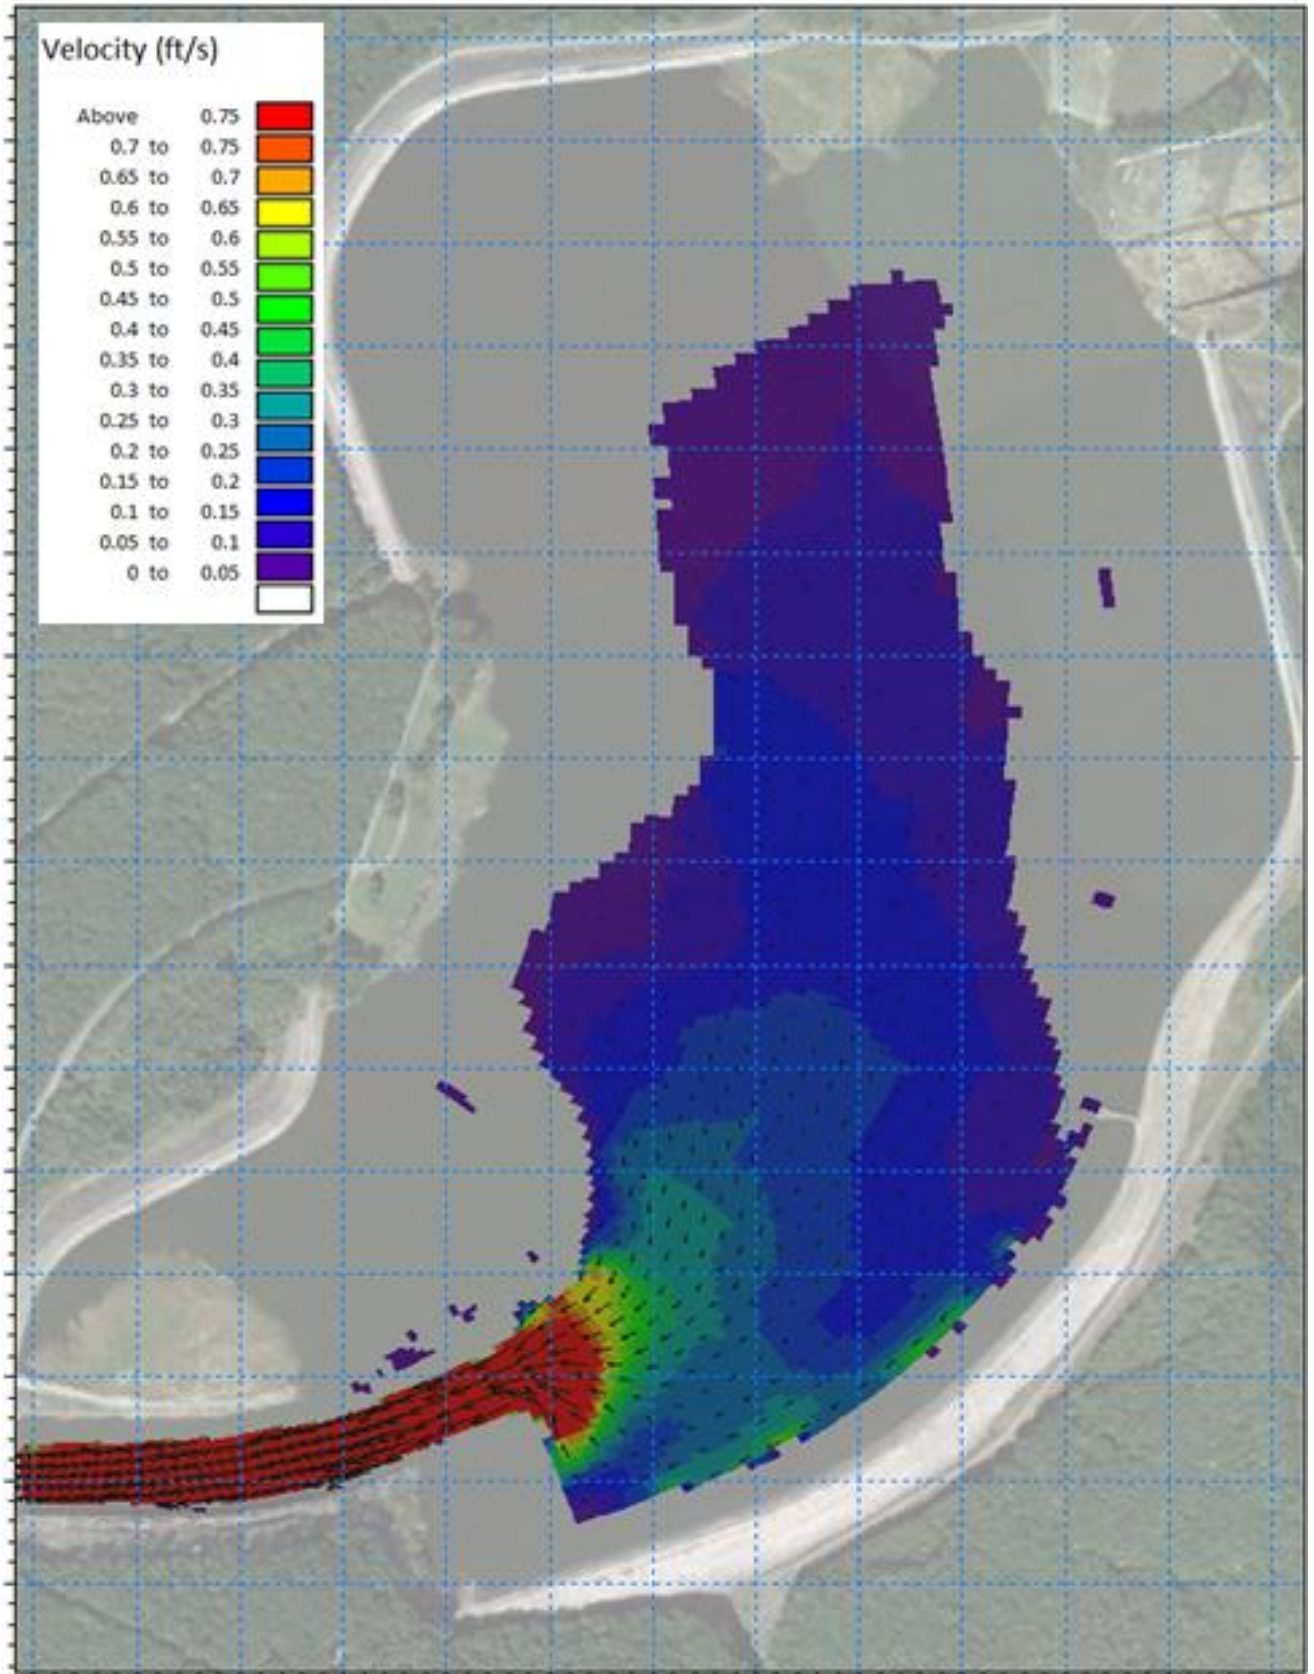 Velocity (ft/s)
Above 0.75
0.7 to 0.75
0.65 to 0.7
0.6 to 0.65
0.55 to 0.6
0.5 to 0.55
0.45 to 0.5
0.4 to 0.45
0.35 to 0.4
0.3 to 0.35
0.25 to 0.3
0.2 to 0.25
0.15 to 0.2
0.1 to 0.15
0.05 to 0.1
0 to 0.05